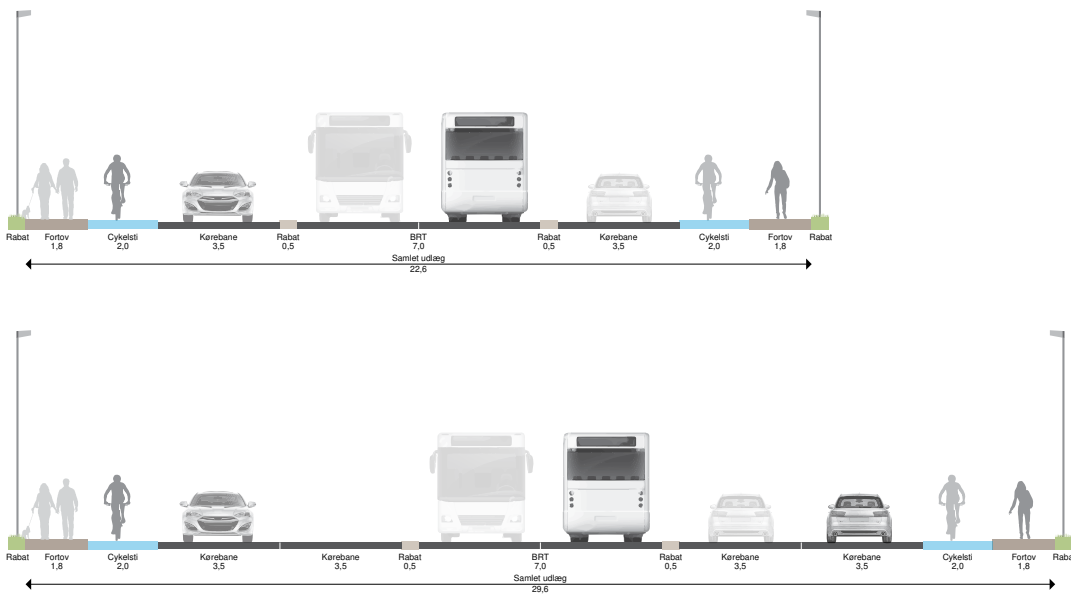 Rabat Fortov Cykelsti Kørebane Rabat BRT Rabat Kørebane Cykelsti Fortov Rabat
1,8 2,0 3,5 0,5 7,0 0,5 3,5 2,0 1,8
Samlet udlæg
22,6
Rabat Fortov Cykelsti Kørebane Kørebane Rabat BRT Rabat Kørebane Kørebane Cykelsti Fortov Rabat
1,8 2,0 3,5 3,5 0,5 7,0 0,5 3,5 3,5 2,0 1,8
Samlet udlæg
29,6